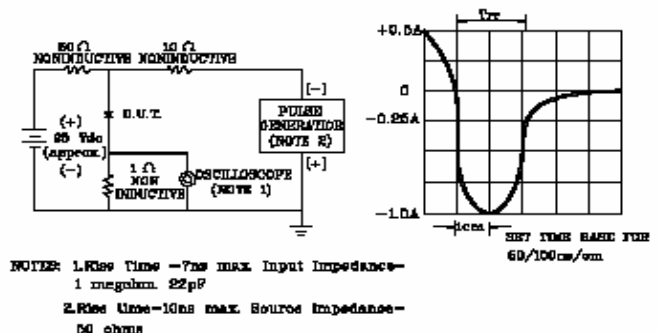 50 Ω
NONINDUCTIVE
10 Ω
NONINDUCTIVE
D.U.T.
(+)
25 Vdc
(approx.)
(-)
1 Ω
NON
INDUCTIVE
OSCILLOSCOPE
(NOTE 1)
[-]
PULSE
GENERATIOR
(NOTE 2)
[+]
Trr
+0.5A
0
-0.25A
-1.0A
1cm
SET TIME BASE FOR
60/100ns/cm
NOTES: 1.Rise Time -7ns max. Input Impedance-
1 megohm. 22pF
2.Rise time-10ns max. Source Impedance-
50 ohms